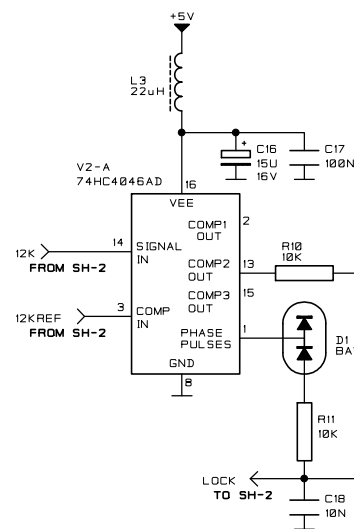 +5V
L3
22uH
C16
15U
16V
C17
100N
V2-A
74HC4046AD
16
VEE
COMP1
OUT
2
12K
14
SIGNAL
IN
FROM SH-2
COMP2
OUT
13
R10
10K
COMP3
OUT
15
12KREF
3
COMP
IN
FROM SH-2
PHASE
PULSES
1
D1
BA
GND
8
R11
10K
LOCK
TO SH-2
C18
10N